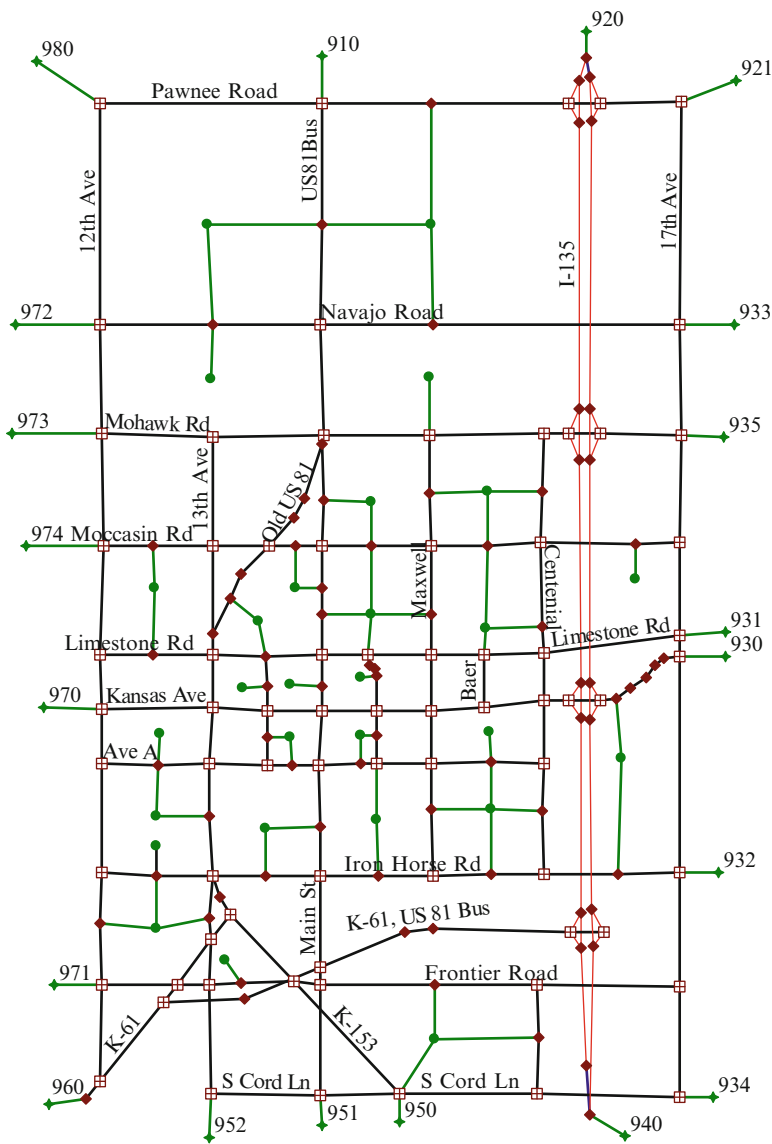 920
910
980
921
Pawnee Road
US81Bus
12th Ave
17th Ave
I-135
972
Navajo Road
933
973
Mohawk Rd
935
13th Ave
Old US 81
974
Moccasin Rd
Maxwell
Centenial
931
Limestone Rd
Limestone Rd
930
Baer
970
Kansas Ave
Ave A
Iron Horse Rd
932
Main St
K-61, US 81 Bus
971
Frontier Road
K-61
K-153
960
S Cord Ln
S Cord Ln
934
952
951
950
940